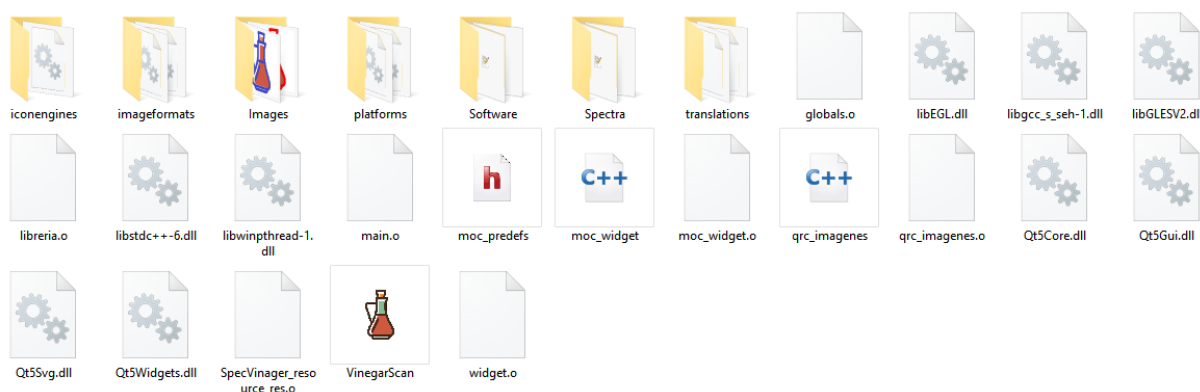 iconengines
imageformats
Images
platforms
Software
Spectra
translations
globals.o
libEGL.dll
libgcc_s_seh-1.dll
libGLESV2.dl
libreria.o
libstdc++-6.dll
libwinpthread-1.
dll
main.o
h
moc_predefs
C++
moc_widget
moc_widget.o
C++
qrc_imagenes
qrc_imagenes.o
Qt5Core.dll
Qt5Gui.dll
Qt5Svg.dll
Qt5Widgets.dll
SpecVinager_reso
urce_res.o
VinegarScan
widget.o